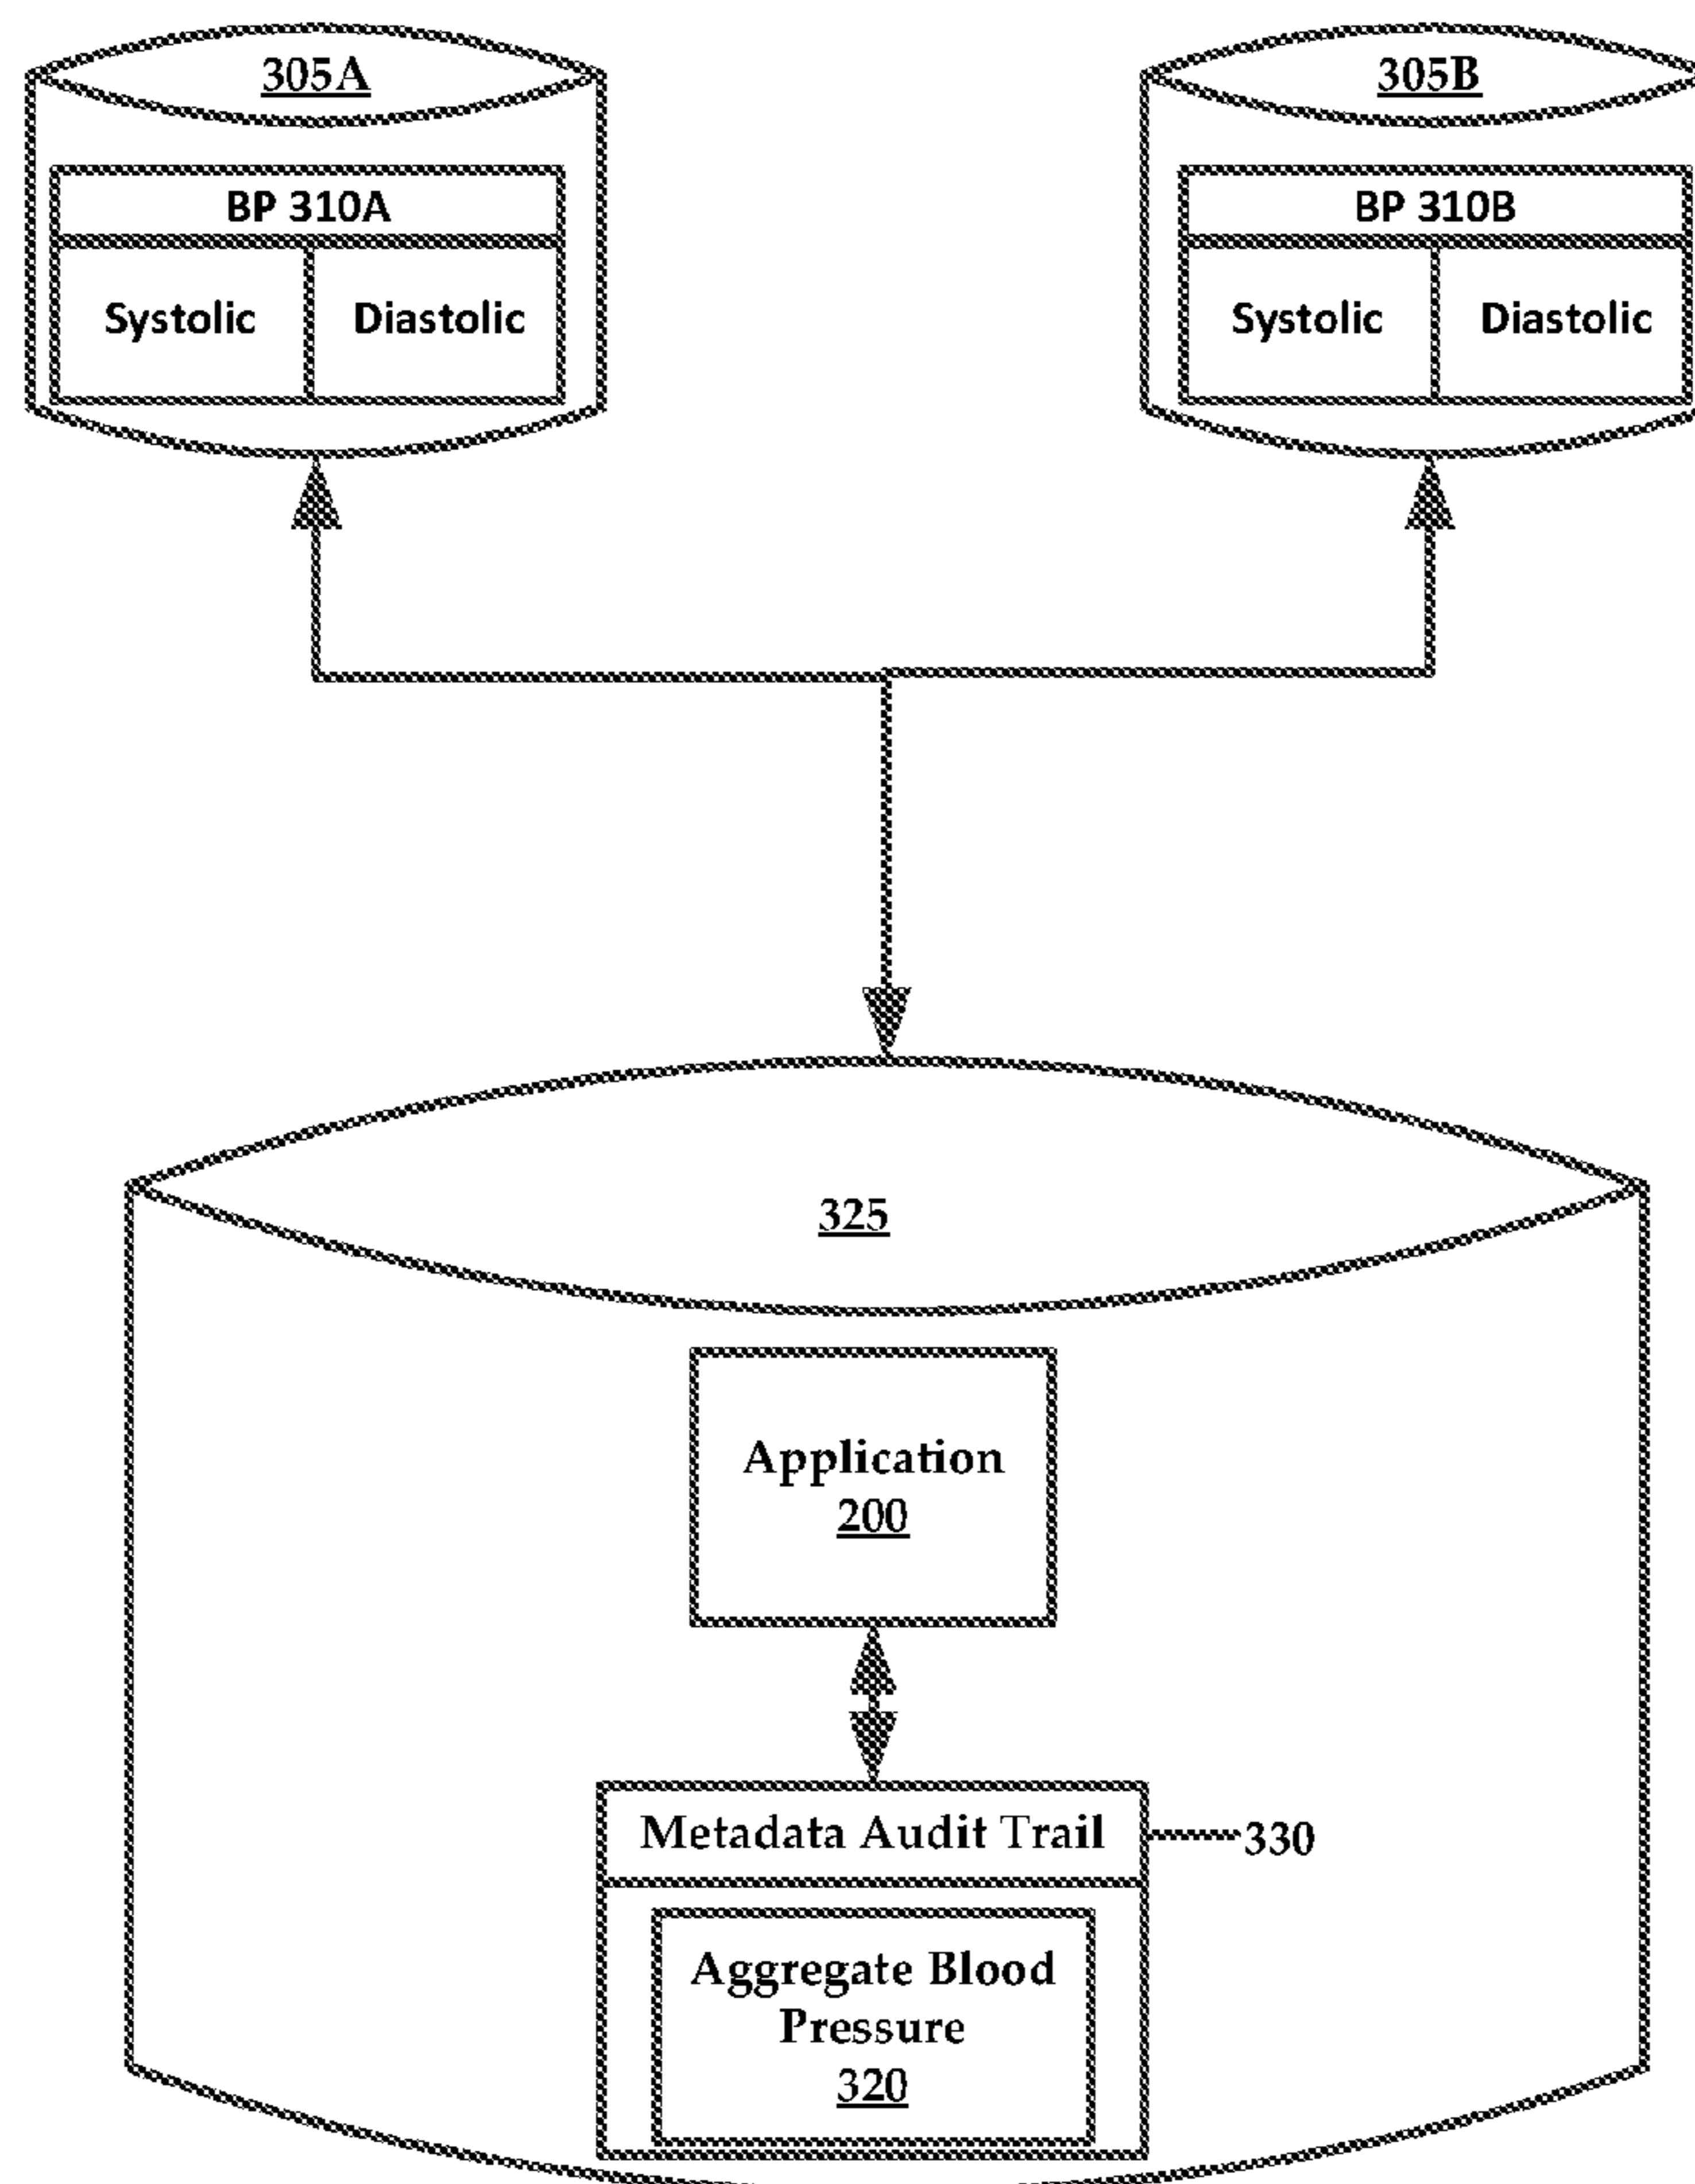 305A
305B
BP 310A
BP 310B
Systolic
Diastolic
Systolic
Diastolic
325
Application
200
Metadata Audit Trail
330
Aggregate Blood
Pressure
320